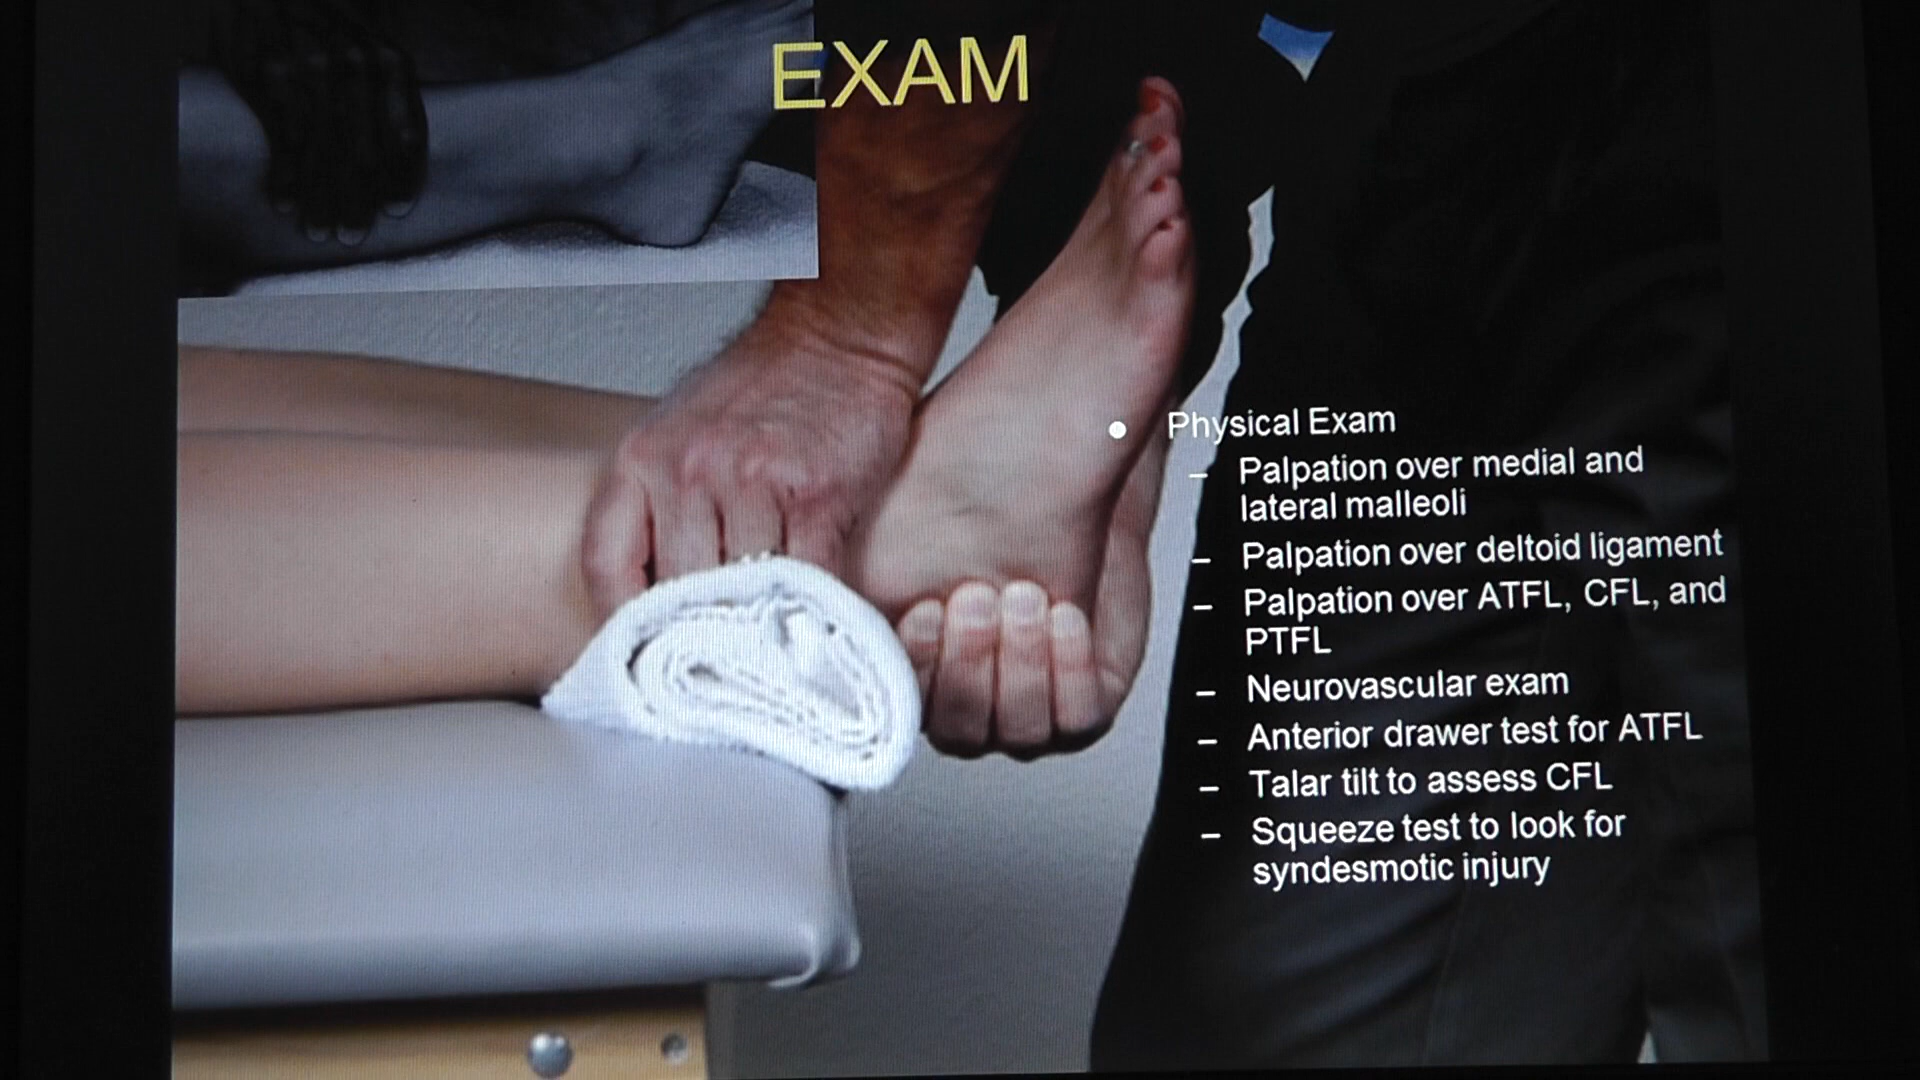 EXAM
• Physical Exam
– Palpation over medial and
lateral malleoli
– Palpation over deltoid ligament
– Palpation over ATFL, CFL, and
PTFL
– Neurovascular exam
– Anterior drawer test for ATFL
– Talar tilt to assess CFL
– Squeeze test to look for
syndesmotic injury